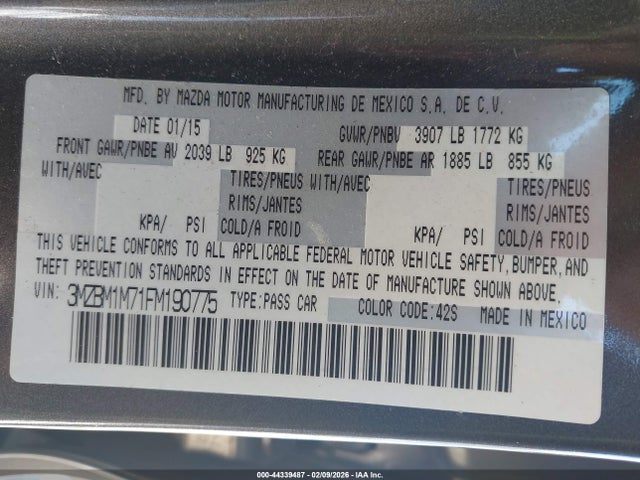 MFD. BY MAZDA MOTOR MANUFACTURING DE MEXICO S.A. DE C.V.
DATE 01/15 GVWR/PNBV 3907 LB 1772 KG
FRONT GAWR/PNBE AV 2039 LB 925 KG REAR GAWR/PNBE AR 1885 LB 855 KG
WITH/AVEC TIRES/PNEUS WITH/AVEC TIRES/PNEUS
RIMS/JANTES RIMS/JANTES
KPA/ PSI COLD/A FROID KPA/ PSI COLD/A FROID
THIS VEHICLE CONFORMS TO ALL APPLICABLE FEDERAL MOTOR VEHICLE SAFETY, BUMPER, AND
THEFT PREVENTION STANDARDS IN EFFECT ON THE DATE OF MANUFACTURE SHOWN ABOVE.
VIN: 3MZBM1M71FM190775 TYPE:PASS CAR COLOR CODE:42S MADE IN MEXICO
000-44339487 - 02/09/2026 - IAA Inc.